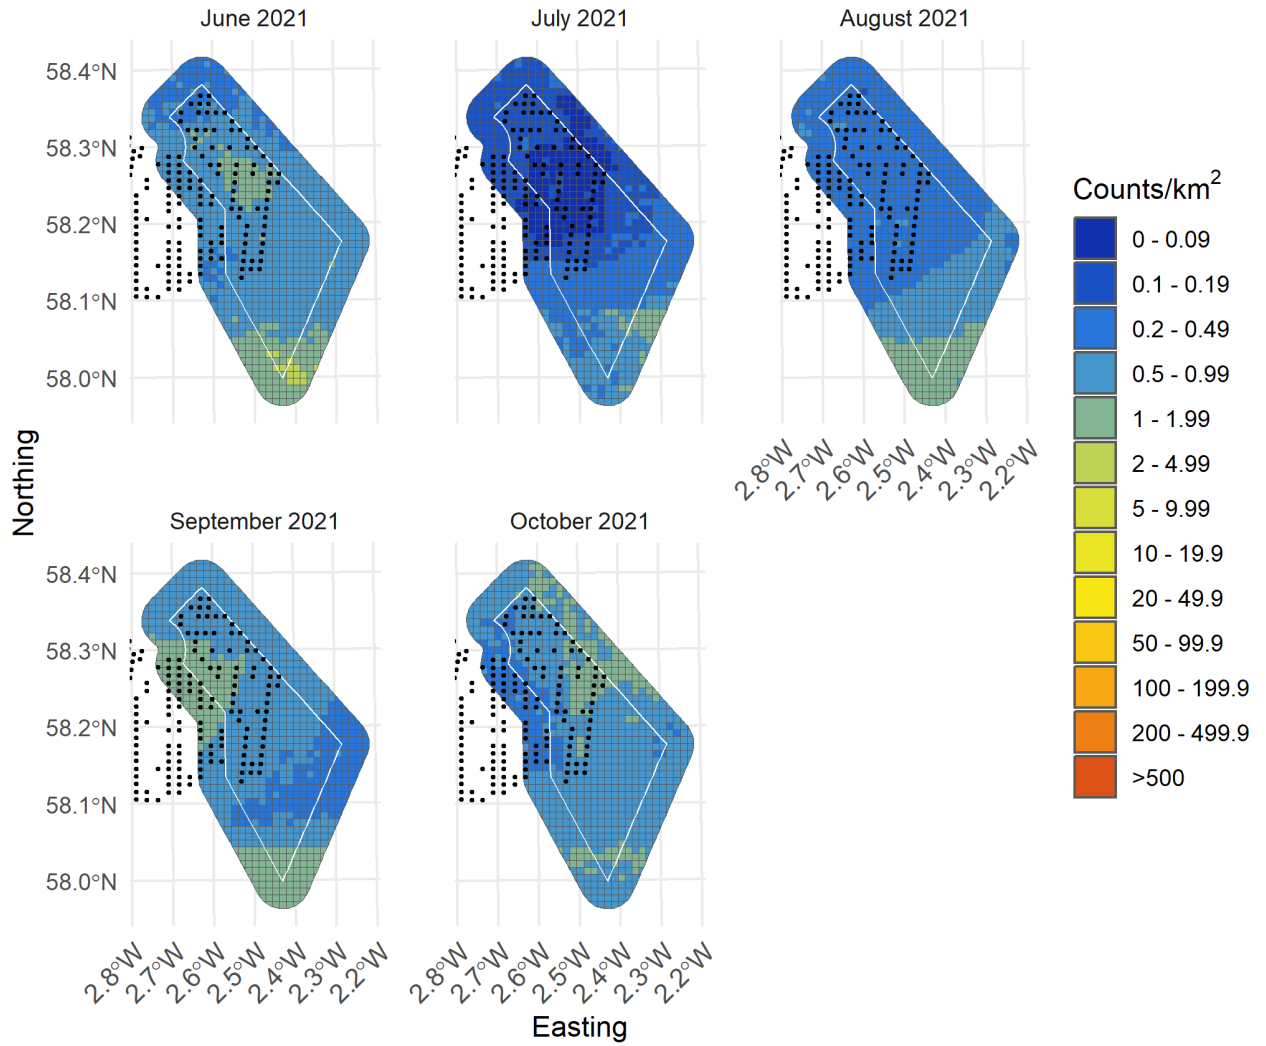 June 2021
July 2021
August 2021
58.4°N
58.3°N
58.2°N
58.1°N
58.0°N
2.8°W
2.7°W
2.6°W
2.5°W
2.4°W
2.3°W
2.2°W
Northing
September 2021
October 2021
58.4°N
58.3°N
58.2°N
58.1°N
58.0°N
2.8°W
2.7°W
2.6°W
2.5°W
2.4°W
2.3°W
2.2°W
2.8°W
2.7°W
2.6°W
2.5°W
2.4°W
2.3°W
2.2°W
Easting
Counts/km²
0 - 0.09
0.1 - 0.19
0.2 - 0.49
0.5 - 0.99
1 - 1.99
2 - 4.99
5 - 9.99
10 - 19.9
20 - 49.9
50 - 99.9
100 - 199.9
200 - 499.9
>500